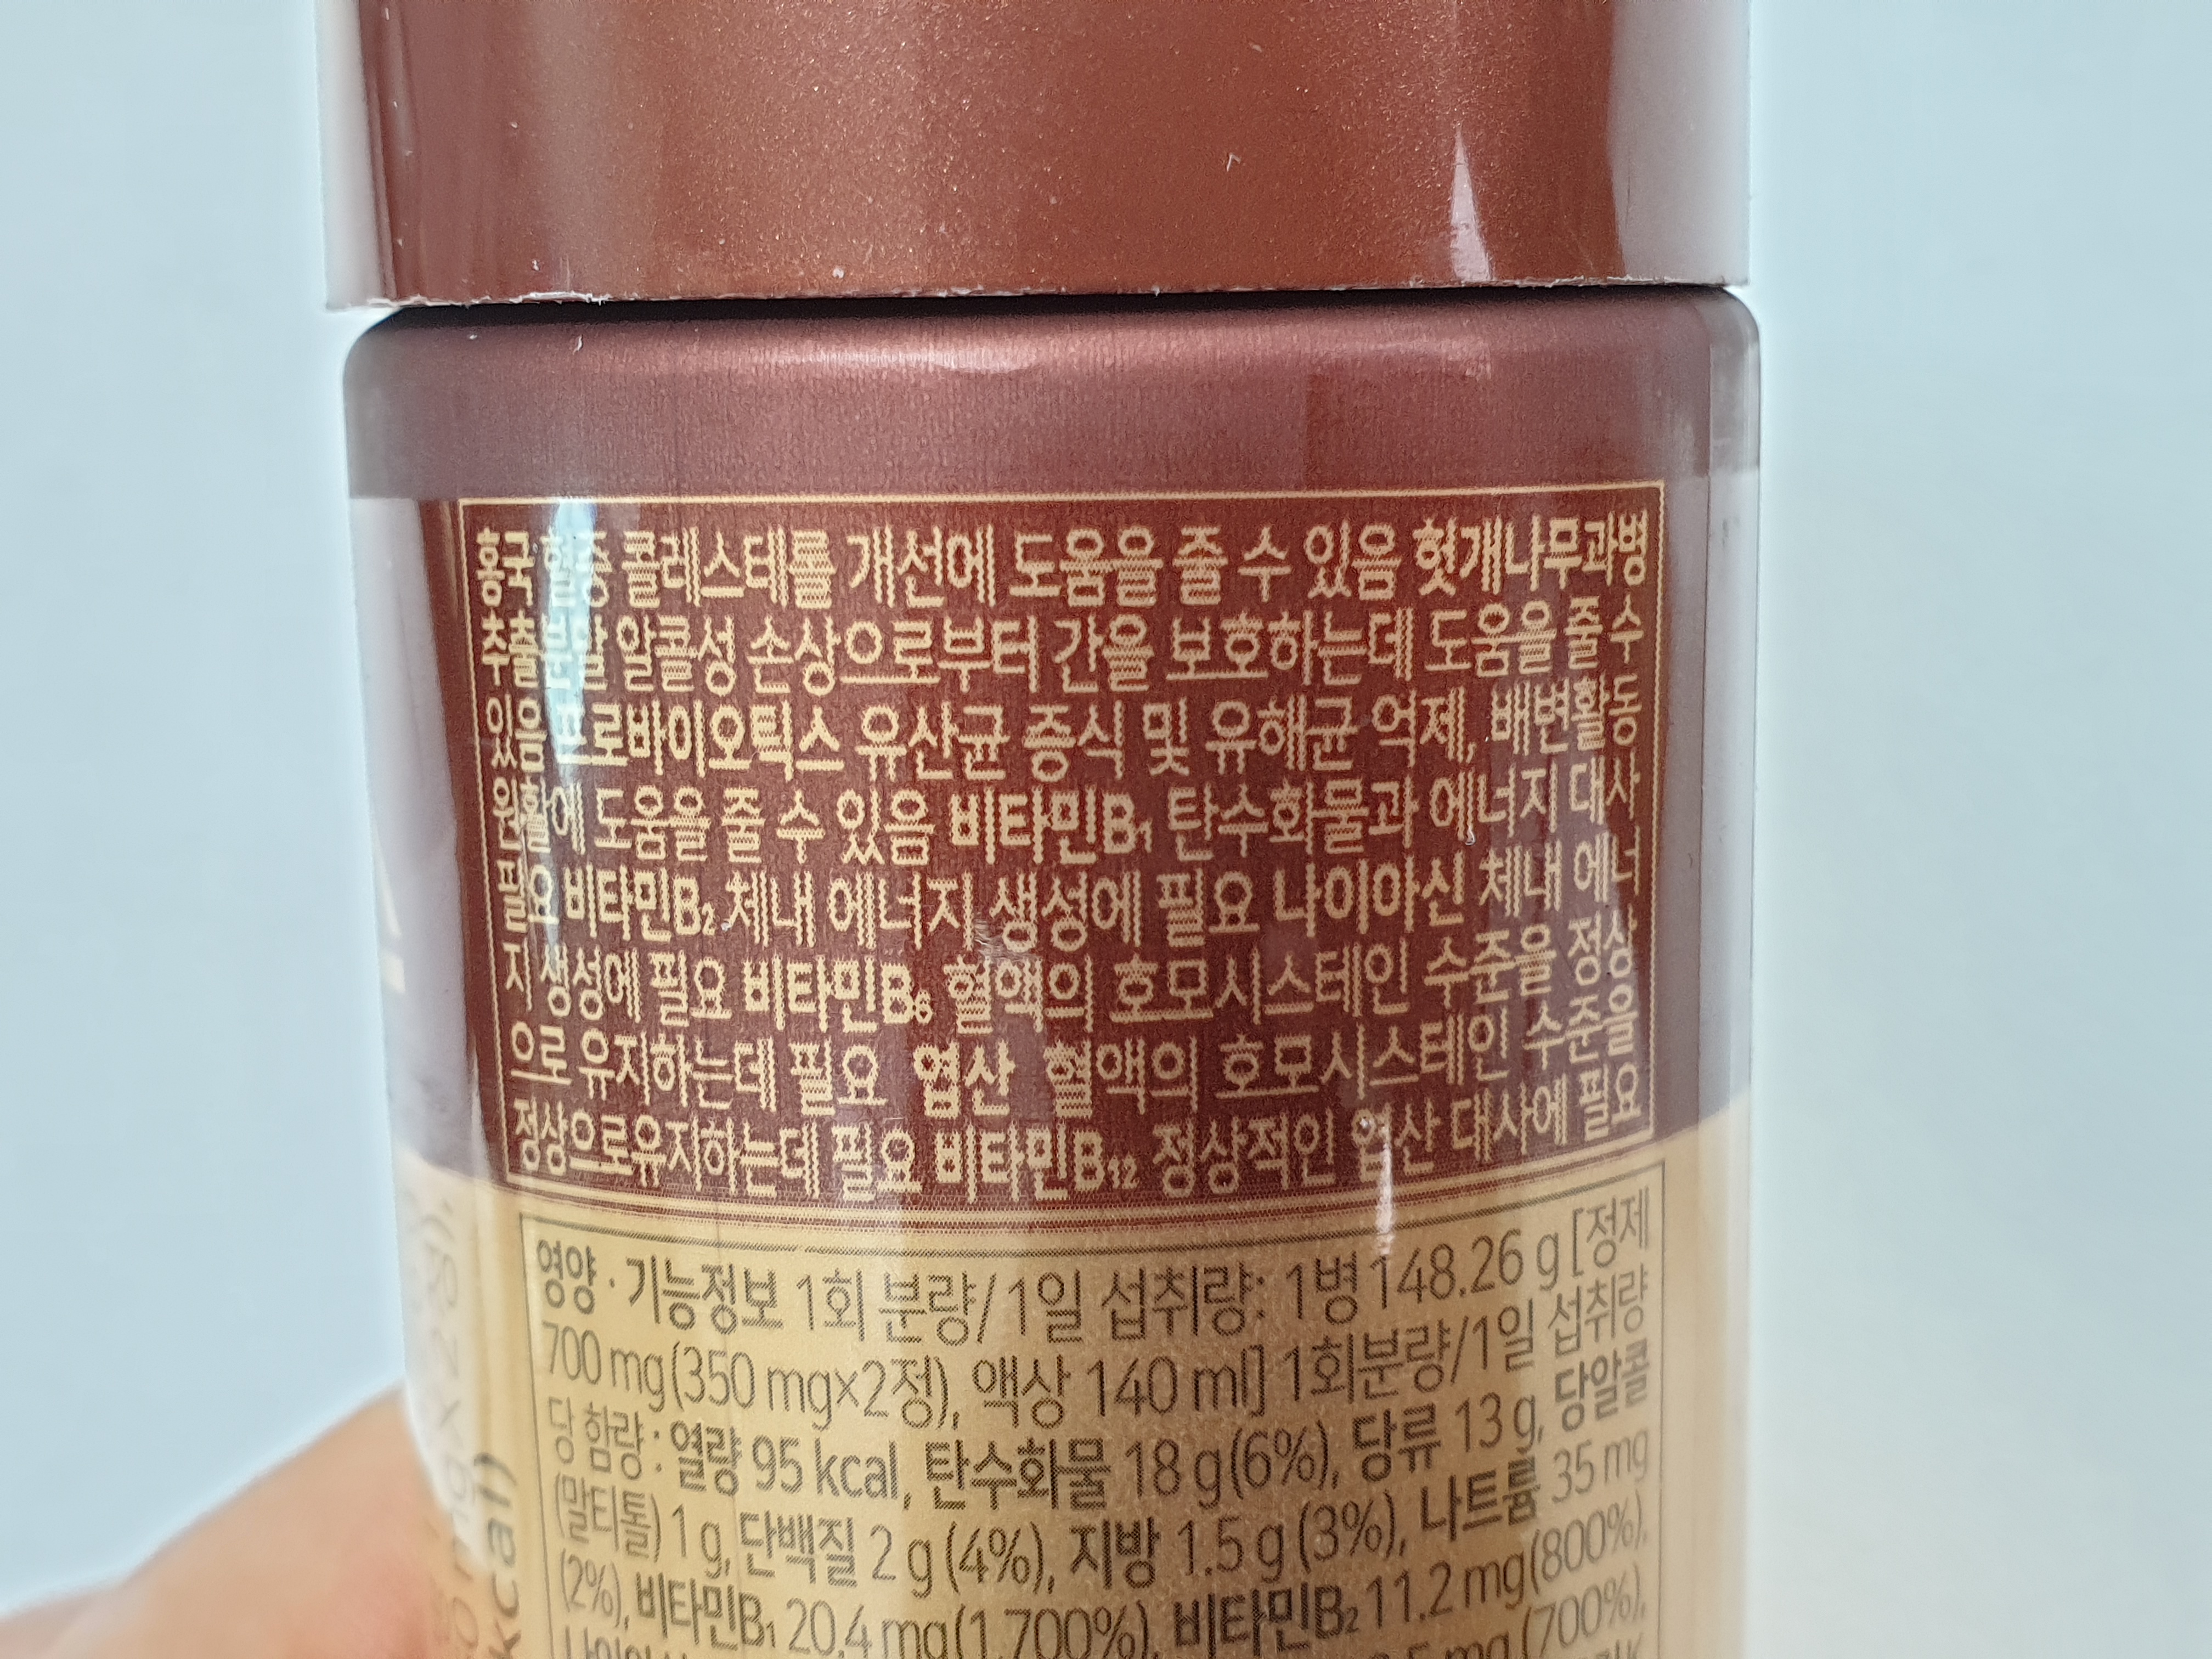 홍국 혈중 콜레스테롤 개선에 도움을 줄 수 있음 헛개나무과병
추출분말 알콜성 손상으로부터 간을 보호하는데 도움을 줄 수
있음 프로바이오틱스 유산균 증식 및 유해균 억제, 배변활동
원활에 도움을 줄 수 있음 비타민B₁ 탄수화물과 에너지 대사에
필요 비타민B₂ 체내 에너지 생성에 필요 나이아신 체내 에너
지 생성에 필요 비타민B₆ 혈액의 호모시스테인 수준을 정상
으로 유지하는데 필요 엽산 혈액의 호모시스테인 수준을
정상으로유지하는데 필요 비타민B₁₂ 정상적인 엽산 대사에 필요
영양·기능정보 1회 분량/1일 섭취량: 1병 148.26 g [정제
700 mg(350 mg×2정), 액상 140 ml] 1회분량/1일 섭취량
당 함량 : 열량 95 kcal, 탄수화물 18 g(6%), 당류 13 g, 당알콜
(말티톨) 1 g, 단백질 2 g (4%), 지방 1.5 g (3%), 나트륨 35 mg
(2%), 비타민B₁ 20.4 mg(1,700%), 비타민B₂ 11.2 mg(800%),
mg (700%),
kcal)